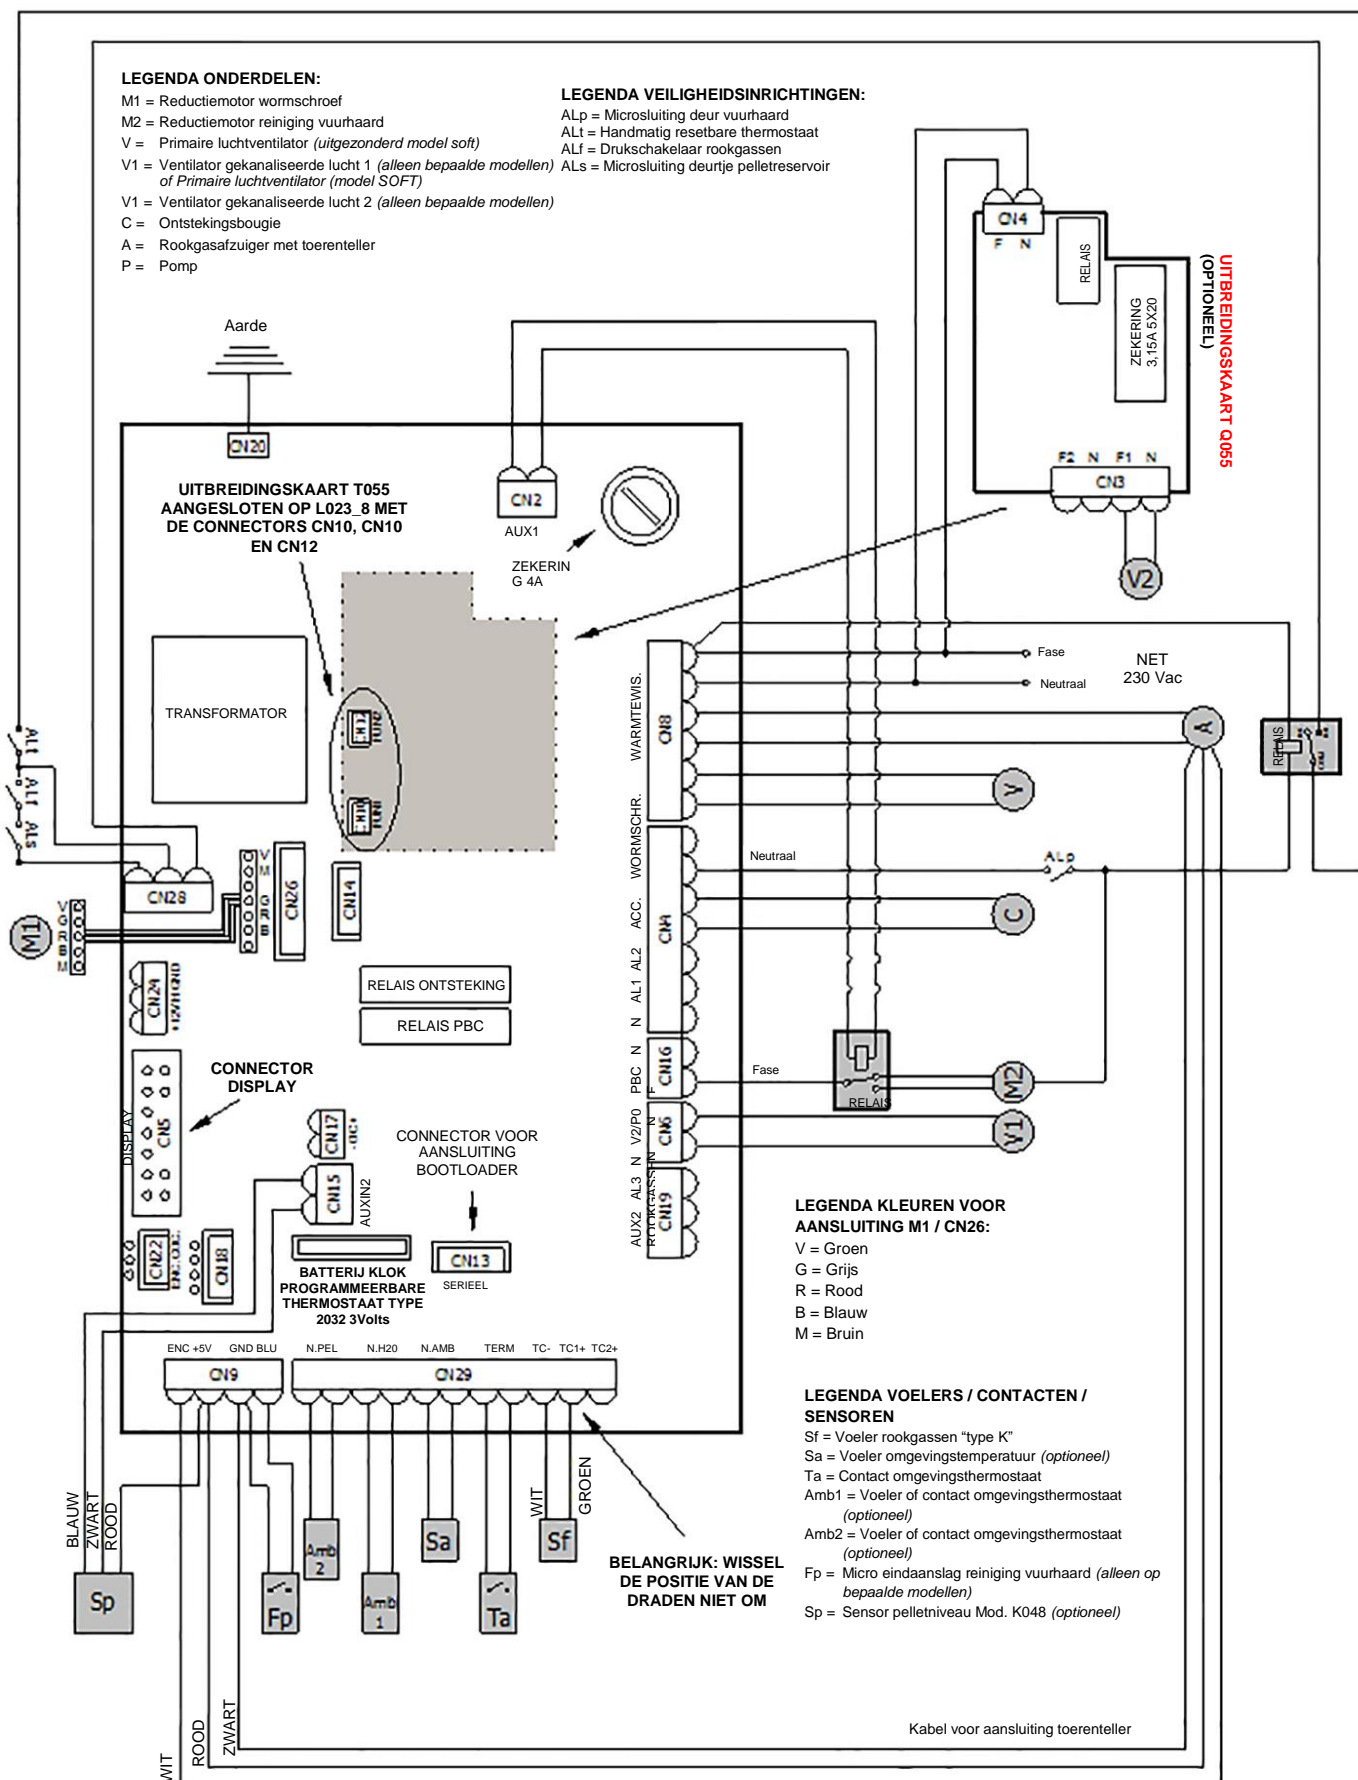 LEGENDA ONDERDELEN:
M1 = Reductiemotor wormschroef
M2 = Reductiemotor reiniging vuurhaard
V = Primaire luchtventilator (uitgezonderd model soft)
V1 = Ventilator gekanaliseerde lucht 1 (alleen bepaalde modellen)
of Primaire luchtventilator (model SOFT)
V1 = Ventilator gekanaliseerde lucht 2 (alleen bepaalde modellen)
C = Ontstekingsbougie
A = Rookgasafzuiger met toerenteller
P = Pomp
LEGENDA VEILIGHEIDSINRICHTINGEN:
ALp = Microsluiting deur vuurhaard
ALt = Handmatig resetbare thermostaat
ALf = Drukschakelaar rookgassen
ALs = Microsluiting deurtje pelletreservoir
CN4
F N
RELAIS
ZEKERING
3,15A 5X20
UITBREIDINGSKAART Q055
(OPTIONEEL)
F2 N F1 N
CN3
V2
Aarde
CN20
UITBREIDINGSKAART T055
AANGESLOTEN OP L023_8 MET
DE CONNECTORS CN10, CN10
EN CN12
CN2
AUX1
ZEKERIN
G 4A
TRANSFORMATOR
CN12
FUN2
CN10
FUN1
Fase
Neutraal
NET
230 Vac
WARMTEWIS.
CN8
A
RELAIS
V
ALt
ALf
ALs
CN28
M1
V
G
R
B
M
V
M
G
R
B
CN26
CN14
WORMSCHR.
ACC.
AL2
AL1
N
CN4
Neutraal
ALp
C
CN24
+12V H GND
RELAIS ONTSTEKING
RELAIS PBC
PBC N
F
CN16
Fase
RELAIS
M2
CONNECTOR
DISPLAY
DISPLAY
CN5
CN17
-DC+
CN15
AUXIN2
CONNECTOR VOOR
AANSLUITING
BOOTLOADER
V2/P0
N
N
CN6
V1
AUX2 AL3
ROOKGASSEN
CN19
CN22
CN18
BATTERIJ KLOK
PROGRAMMEERBARE
THERMOSTAAT TYPE
2032 3Volts
CN13
SERIEEL
LEGENDA KLEUREN VOOR
AANSLUITING M1 / CN26:
V = Groen
G = Grijs
R = Rood
B = Blauw
M = Bruin
ENC +5V GND BLU
CN9
N.PEL N.H20 N.AMB TERM TC- TC1+ TC2+
CN29
LEGENDA VOELERS / CONTACTEN /
SENSOREN
Sf = Voeler rookgassen “type K”
Sa = Voeler omgevingstemperatuur (optioneel)
Ta = Contact omgevingsthermostaat
Amb1 = Voeler of contact omgevingsthermostaat
(optioneel)
Amb2 = Voeler of contact omgevingsthermostaat
(optioneel)
Fp = Micro eindaanslag reiniging vuurhaard (alleen op
bepaalde modellen)
Sp = Sensor pelletniveau Mod. K048 (optioneel)
BLAUW
ZWART
ROOD
WIT
GROEN
Sp
Fp
Amb
2
Amb
1
Sa
Ta
Sf
BELANGRIJK: WISSEL
DE POSITIE VAN DE
DRADEN NIET OM
WIT
ROOD
ZWART
Kabel voor aansluiting toerenteller